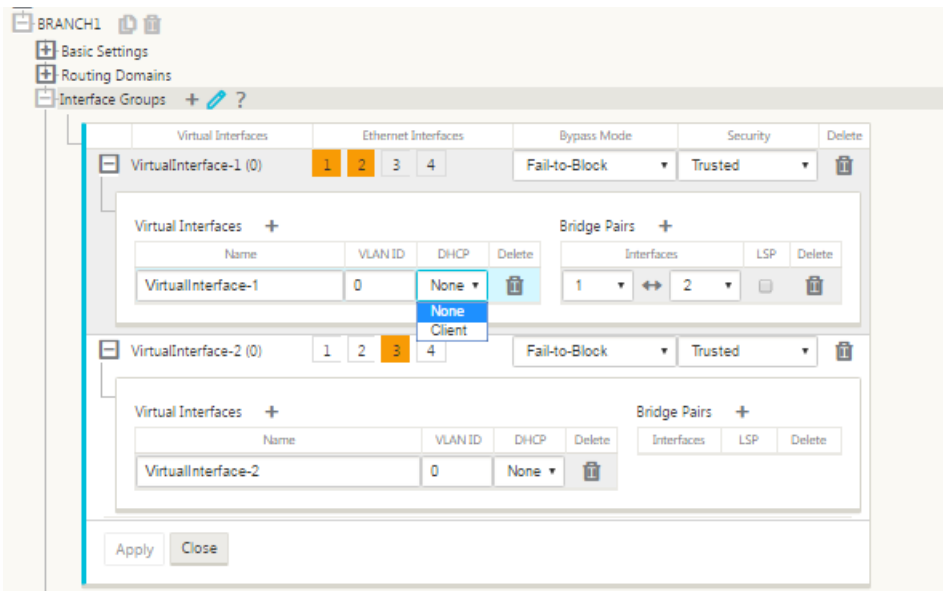 BRANCH1
Basic Settings
Routing Domains
Interface Groups + ?
Virtual Interfaces Ethernet Interfaces Bypass Mode Security Delete
VirtualInterface-1 (0) 1 2 3 4 Fail-to-Block Trusted
Virtual Interfaces + Bridge Pairs +
Name VLAN ID DHCP Delete Interfaces LSP Delete
VirtualInterface-1 0 None 1 ↔ 2
None
Client
VirtualInterface-2 (0) 1 2 3 4 Fail-to-Block Trusted
Virtual Interfaces + Bridge Pairs +
Name VLAN ID DHCP Delete Interfaces LSP Delete
VirtualInterface-2 0 None
Apply Close